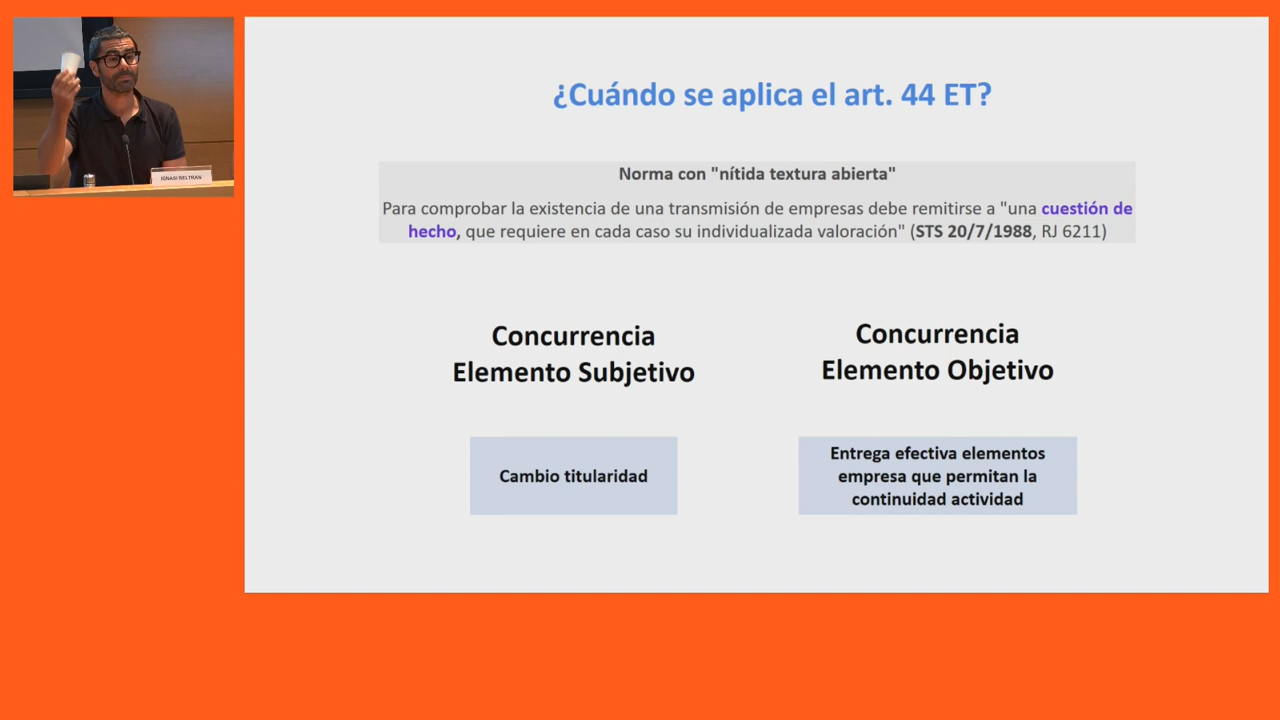 IGNASI BELTRAN
¿Cuándo se aplica el art. 44 ET?
Norma con "nítida textura abierta"
Para comprobar la existencia de una transmisión de empresas debe remitirse a "una cuestión de
hecho, que requiere en cada caso su individualizada valoración" (STS 20/7/1988, RJ 6211)
Concurrencia
Elemento Subjetivo
Concurrencia
Elemento Objetivo
Cambio titularidad
Entrega efectiva elementos
empresa que permitan la
continuidad actividad